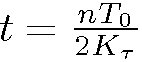 $t = \frac{nT_0}{2K_\tau}$